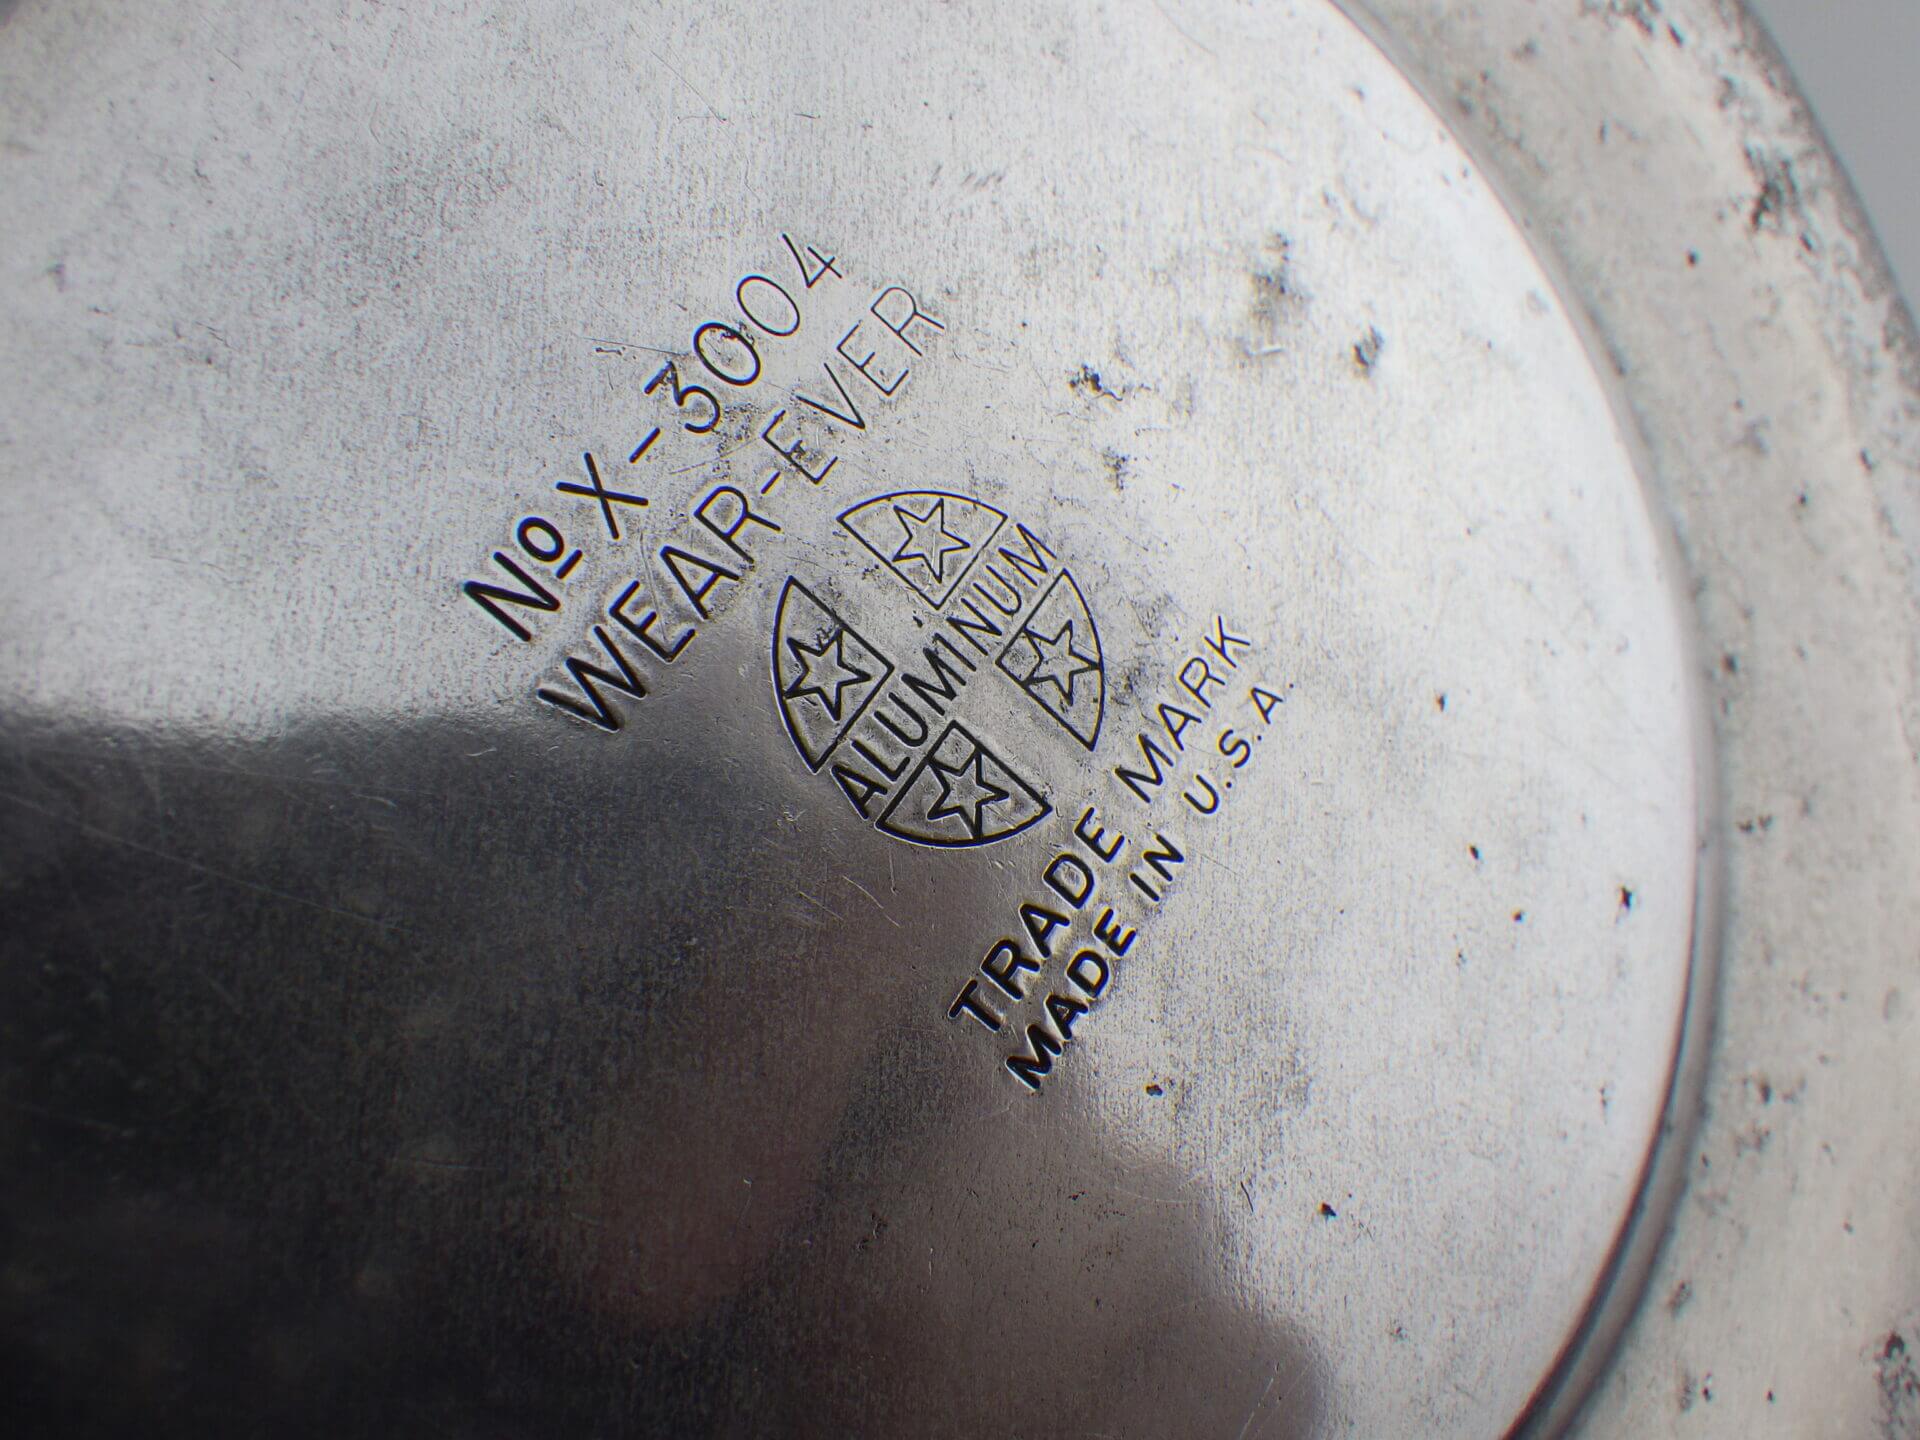 No X-3004
WEAR-EVER
ALUMINUM
TRADE MARK
MADE IN U.S.A.